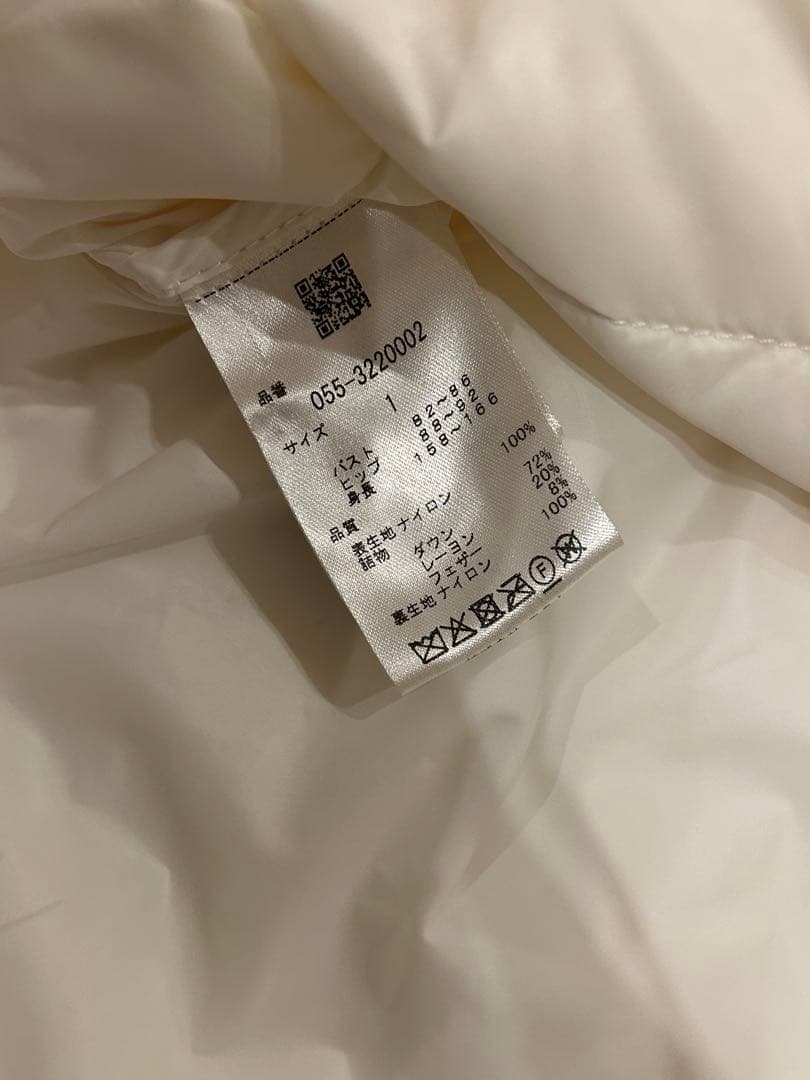 品番 055-3220002
サイズ 1
バスト 82~86
ヒップ 88~92
身長 158~166
品質
表生地 ナイロン 100%
詰物 ダウン 72%
レーヨン 20%
フェザー 8%
裏生地 ナイロン 100%
F W